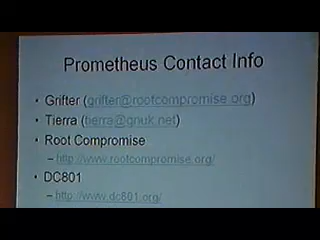 Prometheus Contact Info
• Grifter (grifter@rootcompromise.org)
• Tierra (tierra@gnuk.net)
• Root Compromise
– http://www.rootcompromise.org/
• DC801
– http://www.dc801.org/